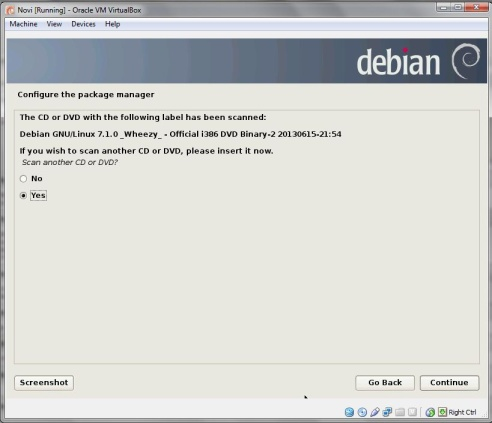 Novi [Running] - Oracle VM VirtualBox
Machine View Devices Help
debian
Configure the package manager
The CD or DVD with the following label has been scanned:
Debian GNU/Linux 7.1.0 _Wheezy_ - Official i386 DVD Binary-2 20130615-21:54
If you wish to scan another CD or DVD, please insert it now.
Scan another CD or DVD?
No
Yes
Screenshot Go Back Continue
Right Ctrl